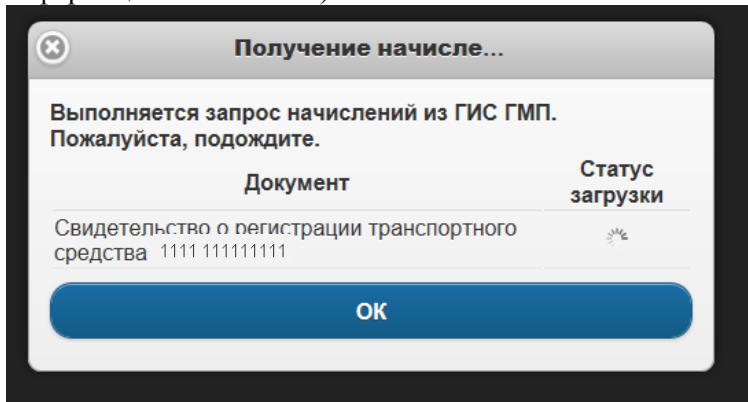 Получение начисле...
Выполняется запрос начислений из ГИС ГМП.
Пожалуйста, подождите.
Документ
Статус
загрузки
Свидетельство о регистрации транспортного
средства 1111 111111111
ОК